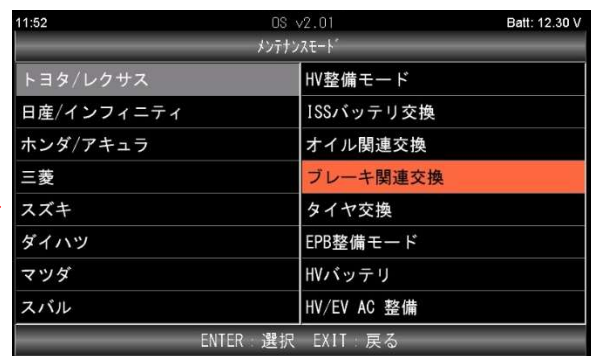 11:52 DS v2.01 Batt: 12.30 V
ﾒﾝﾃﾅﾝｽﾓｰﾄﾞ
トヨタ/レクサス HV整備モード
日産/インフィニティ ISSバッテリ交換
ホンダ/アキュラ オイル関連交換
三菱 ブレーキ関連交換
スズキ タイヤ交換
ダイハツ EPB整備モード
マツダ HVバッテリ
スバル HV/EV AC 整備
ENTER : 選択 EXIT : 戻る